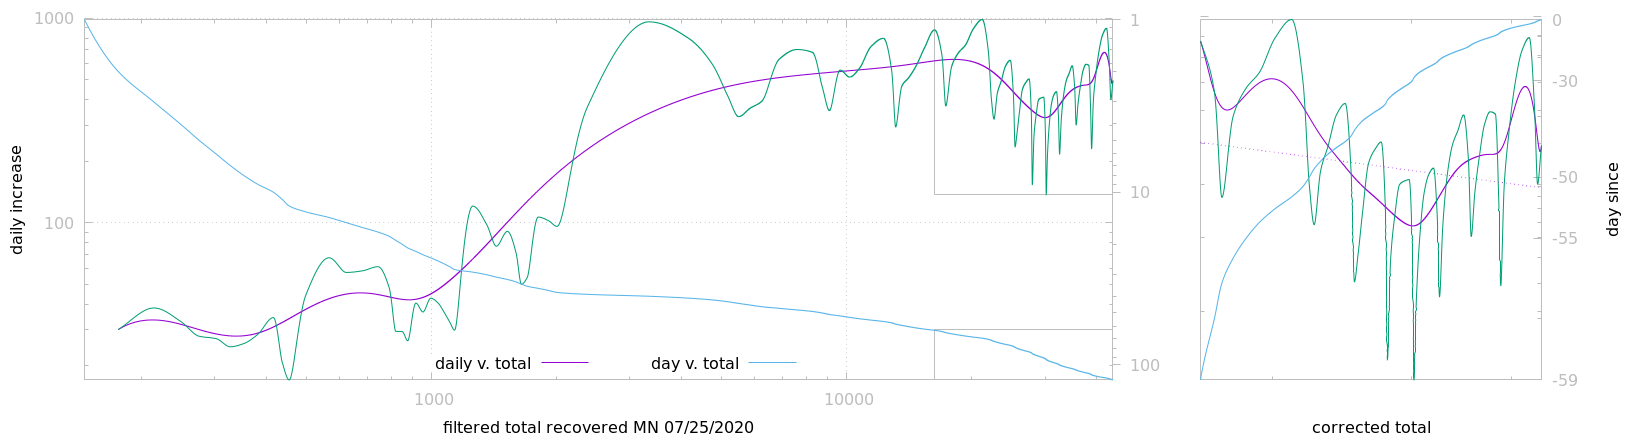 1000
100
daily increase
1000
10000
filtered total recovered MN 07/25/2020
daily v. total
day v. total
1
10
100
0
-30
-50
-55
-59
day since
corrected total